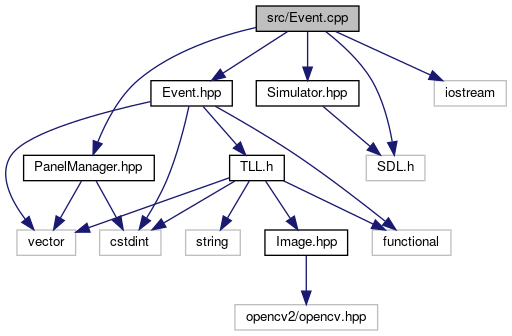 src/Event.cpp
Event.hpp
Simulator.hpp
iostream
PanelManager.hpp
TLL.h
SDL.h
vector
cstdint
string
Image.hpp
functional
opencv2/opencv.hpp